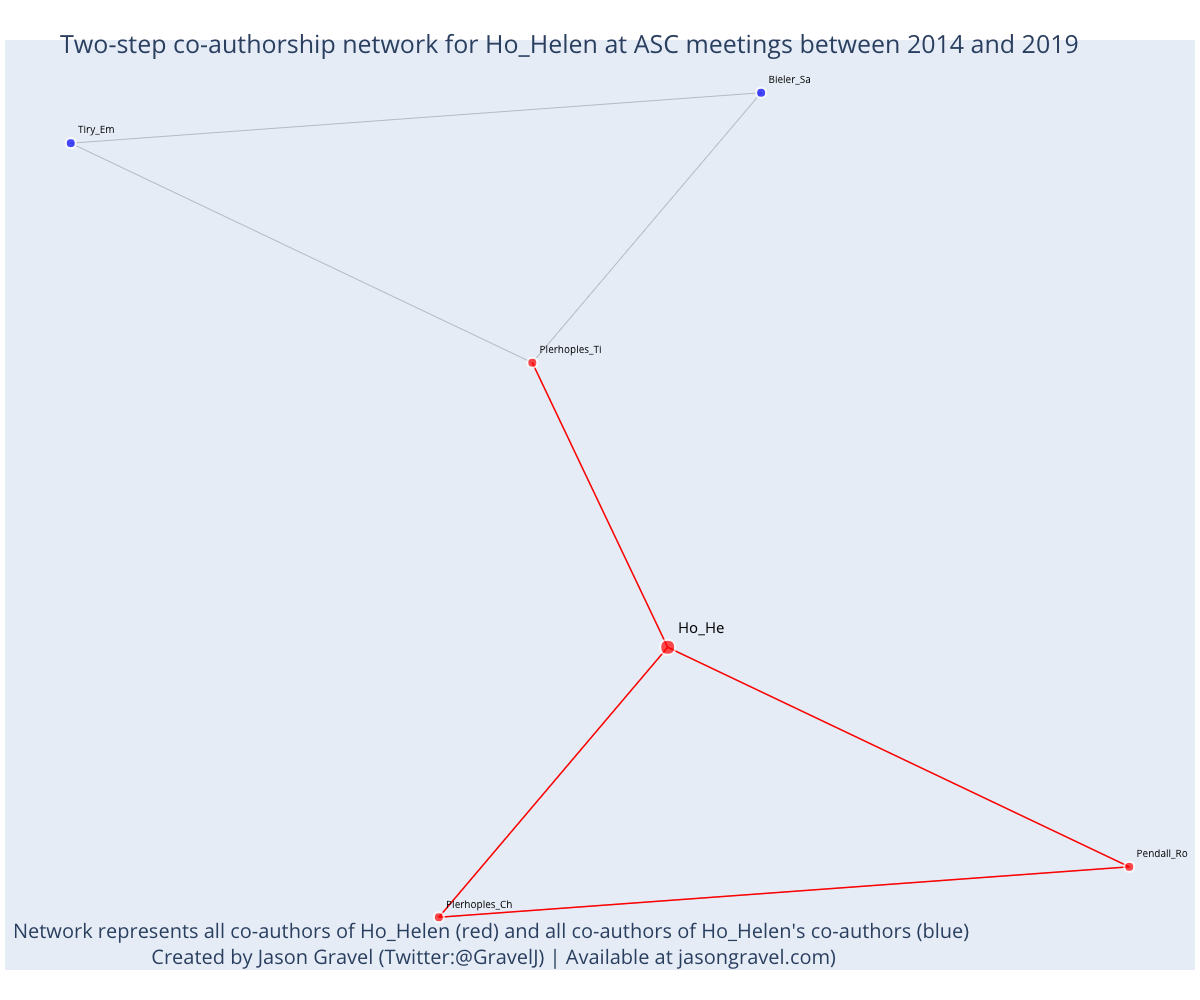 Two-step co-authorship network for Ho_Helen at ASC meetings between 2014 and 2019
Bieler_Sa
Tiry_Em
Plerhoples_Ti
Ho_He
Pendall_Ro
Plerhoples_Ch
Network represents all co-authors of Ho_Helen (red) and all co-authors of Ho_Helen's co-authors (blue)
Created by Jason Gravel (Twitter:@GravelJ) | Available at jasongravel.com)